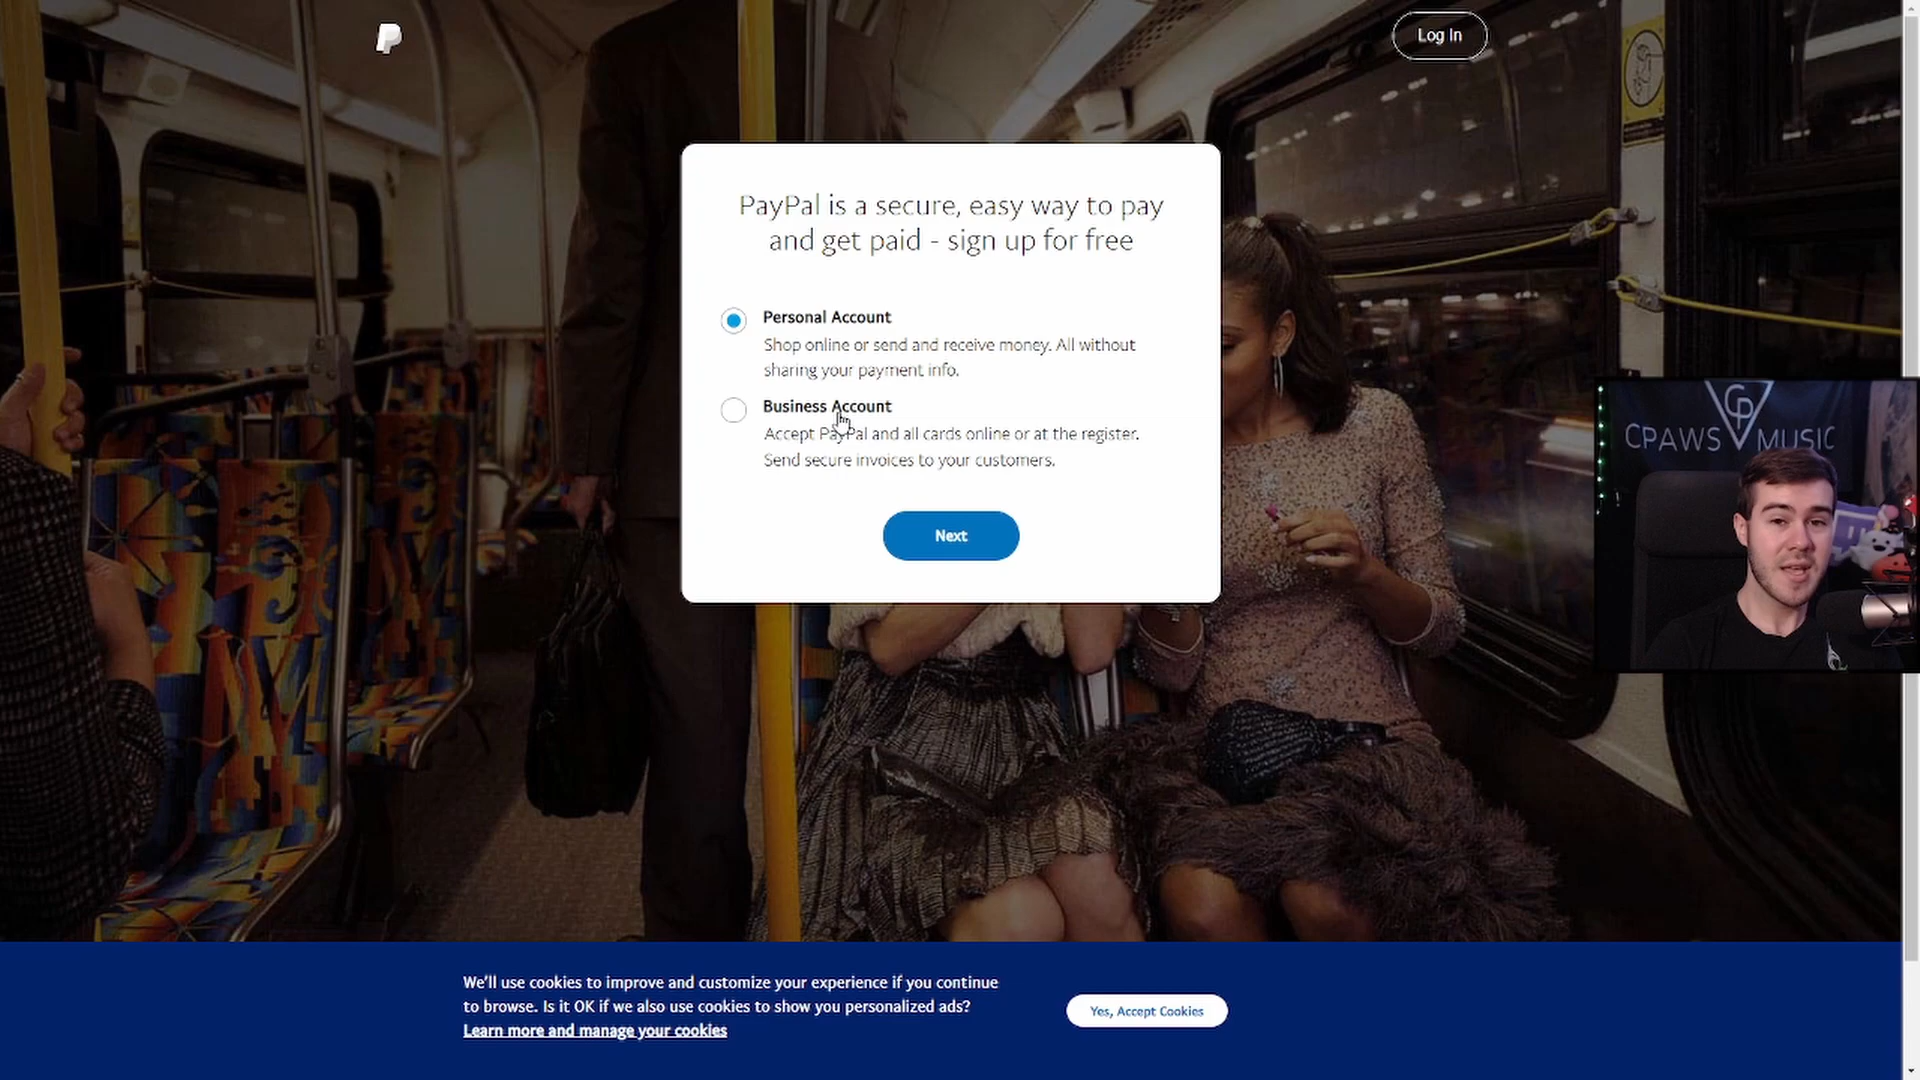 Log In
PayPal is a secure, easy way to pay
and get paid - sign up for free
Personal Account
Shop online or send and receive money. All without
sharing your payment info.
Business Account
Accept PayPal and all cards online or at the register.
Send secure invoices to your customers.
Next
CP
CPAWS MUSIC
We'll use cookies to improve and customize your experience if you continue
to browse. Is it OK if we also use cookies to show you personalized ads?
Learn more and manage your cookies
Yes, Accept Cookies